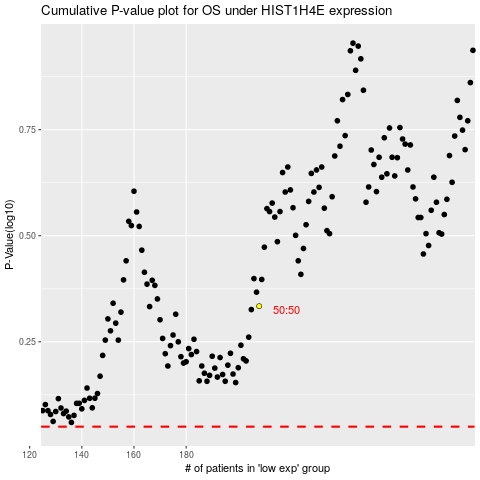 Cumulative P-value plot for OS under HIST1H4E expression
P-Value(log10)
0.75
0.50
0.25
50:50
120 140 160 180
# of patients in 'low exp' group